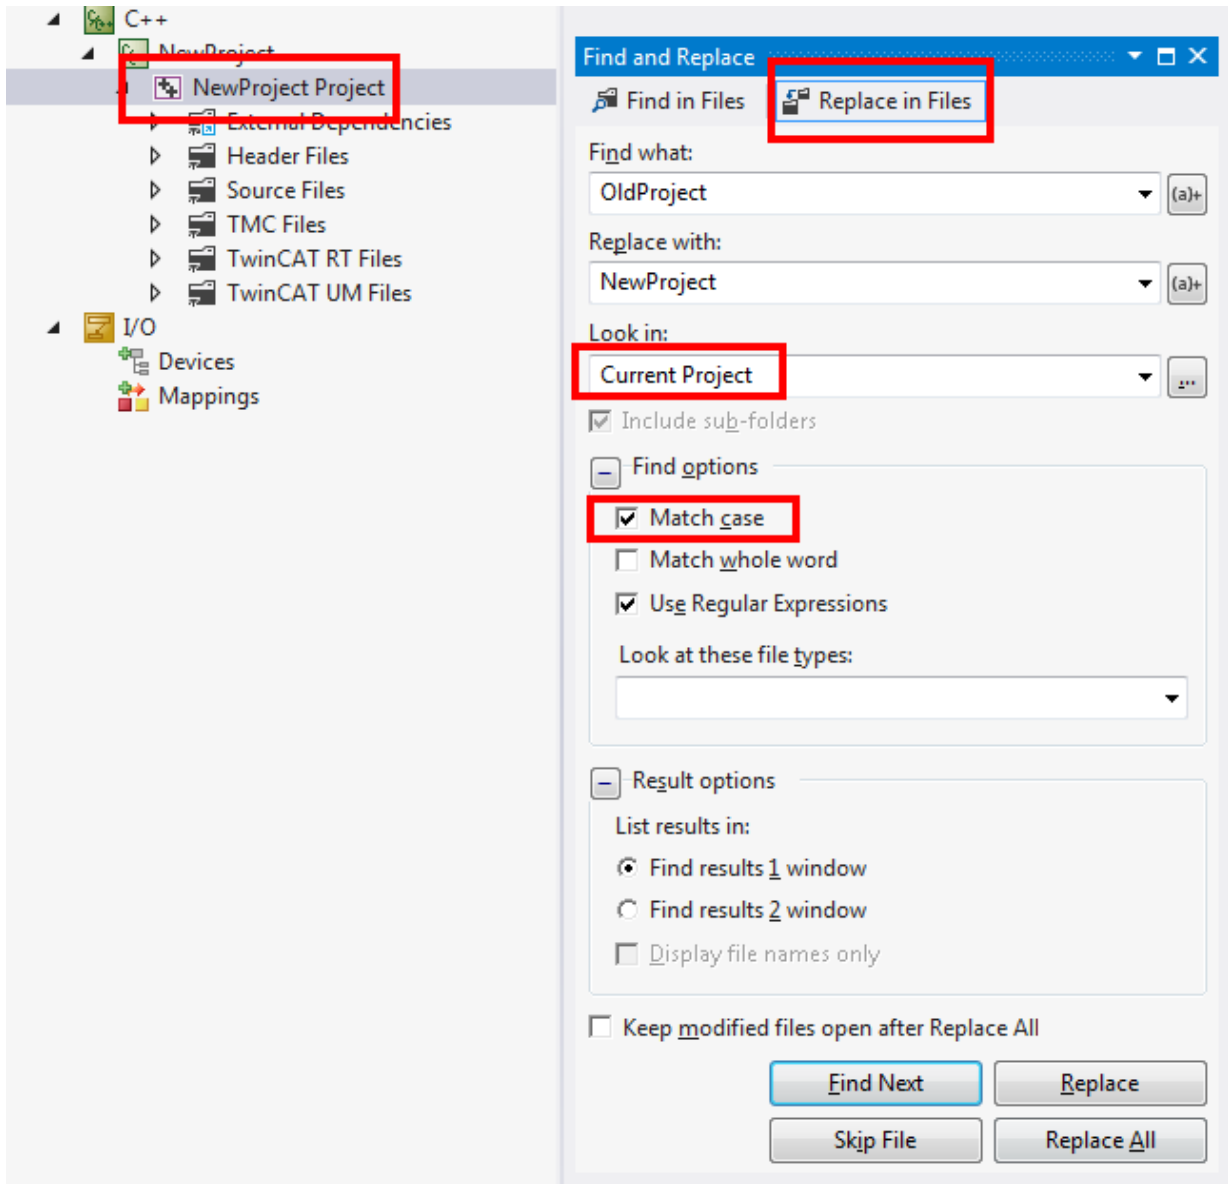 C++
NewProject
NewProject Project
External Dependencies
Header Files
Source Files
TMC Files
TwinCAT RT Files
TwinCAT UM Files
I/O
Devices
Mappings
Find and Replace
Find in Files
Replace in Files
Find what:
OldProject
(a)+
Replace with:
NewProject
(a)+
Look in:
Current Project
...
Include sub-folders
Find options
Match case
Match whole word
Use Regular Expressions
Look at these file types:
Result options
List results in:
Find results 1 window
Find results 2 window
Display file names only
Keep modified files open after Replace All
Find Next
Replace
Skip File
Replace All